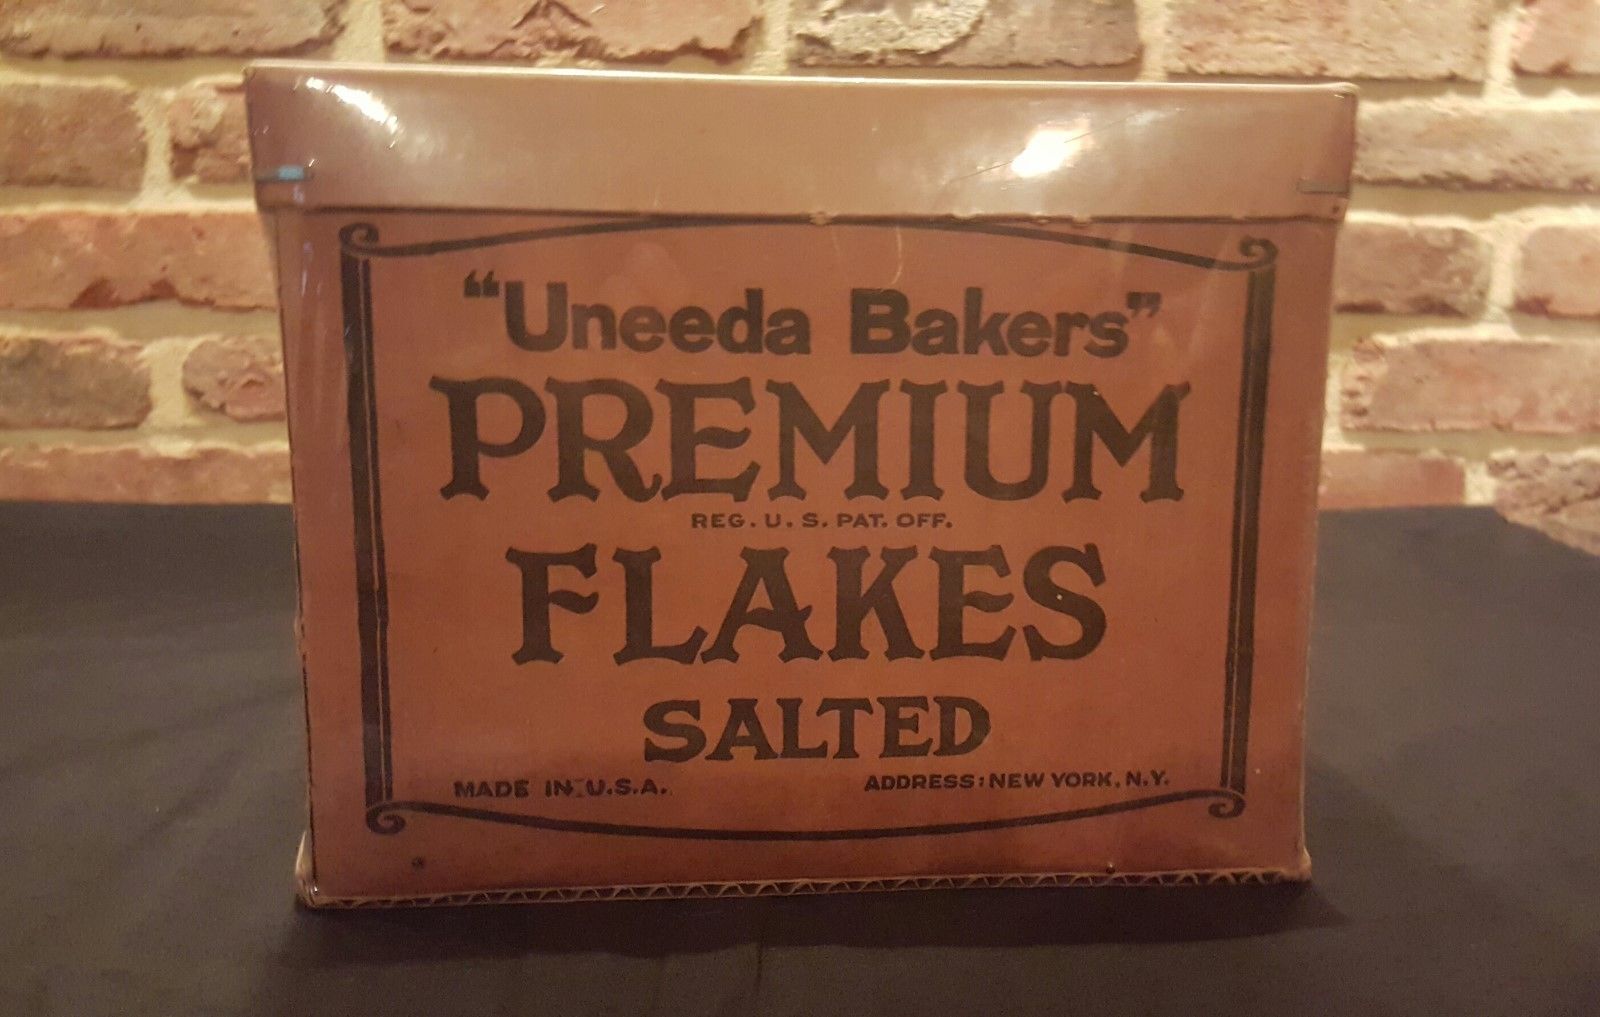 "Uneeda Bakers"
PREMIUM
REG. U. S. PAT. OFF.
FLAKES
SALTED
MADE IN U.S.A.
ADDRESS: NEW YORK, N.Y.